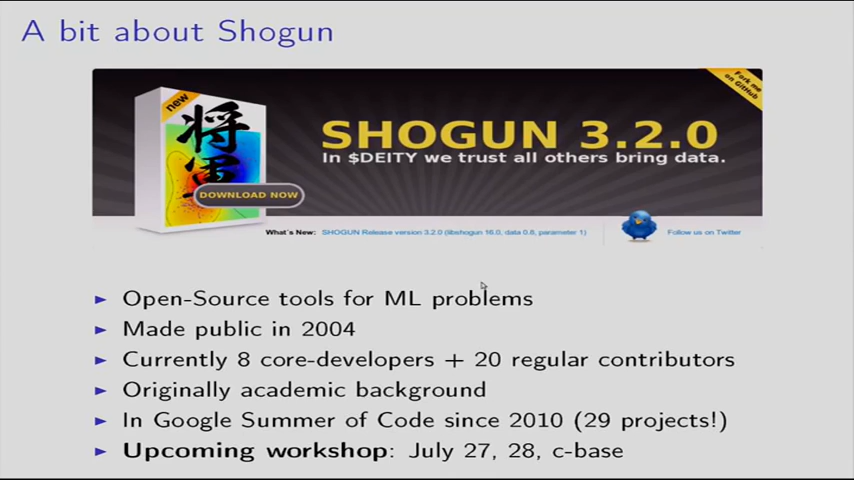 A bit about Shogun
Fork me
on GitHub
new
将
軍
SHOGUN 3.2.0
In $DEITY we trust all others bring data.
DOWNLOAD NOW
What's New: SHOGUN Release version 3.2.0 (libshogun 16.0, data 0.8, parameter 1)
Follow us on Twitter
Open-Source tools for ML problems
Made public in 2004
Currently 8 core-developers + 20 regular contributors
Originally academic background
In Google Summer of Code since 2010 (29 projects!)
Upcoming workshop: July 27, 28, c-base